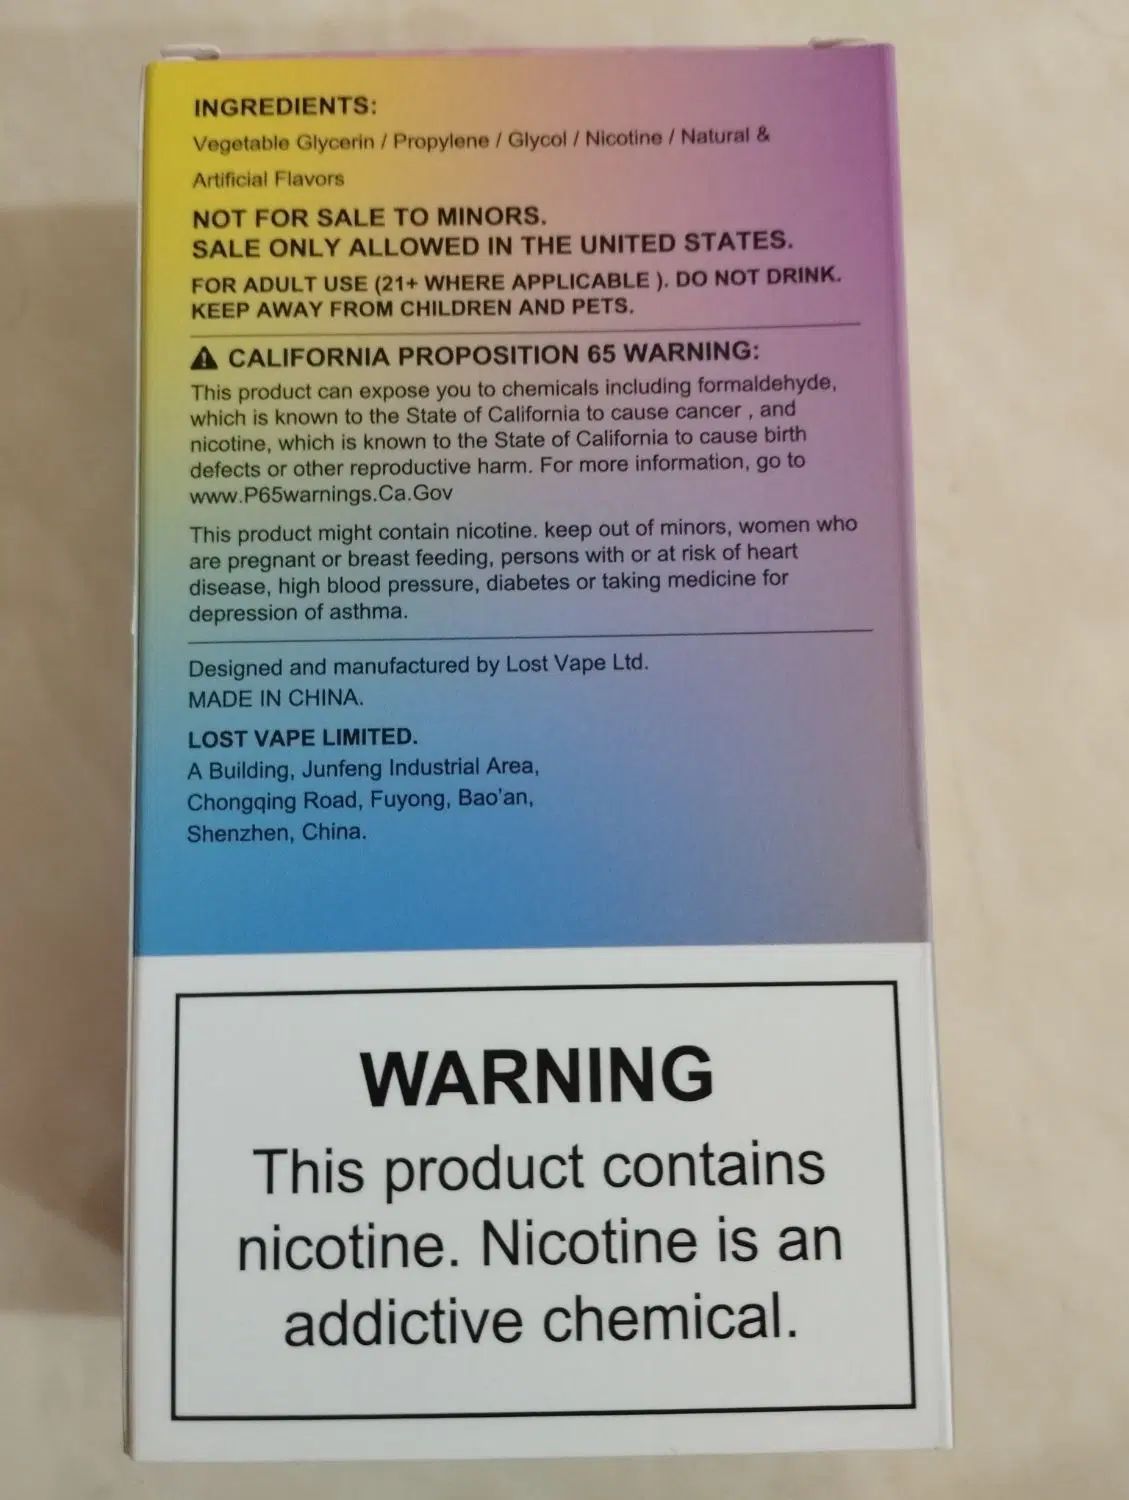 INGREDIENTS:
Vegetable Glycerin / Propylene / Glycol / Nicotine / Natural &
Artificial Flavors
NOT FOR SALE TO MINORS.
SALE ONLY ALLOWED IN THE UNITED STATES.
FOR ADULT USE (21+ WHERE APPLICABLE ). DO NOT DRINK.
KEEP AWAY FROM CHILDREN AND PETS.
CALIFORNIA PROPOSITION 65 WARNING:
This product can expose you to chemicals including formaldehyde,
which is known to the State of California to cause cancer , and
nicotine, which is known to the State of California to cause birth
defects or other reproductive harm. For more information, go to
www.P65warnings.Ca.Gov
This product might contain nicotine. keep out of minors, women who
are pregnant or breast feeding, persons with or at risk of heart
disease, high blood pressure, diabetes or taking medicine for
depression of asthma.
Designed and manufactured by Lost Vape Ltd.
MADE IN CHINA.
LOST VAPE LIMITED.
A Building, Junfeng Industrial Area,
Chongqing Road, Fuyong, Bao'an,
Shenzhen, China.
WARNING
This product contains
nicotine. Nicotine is an
addictive chemical.